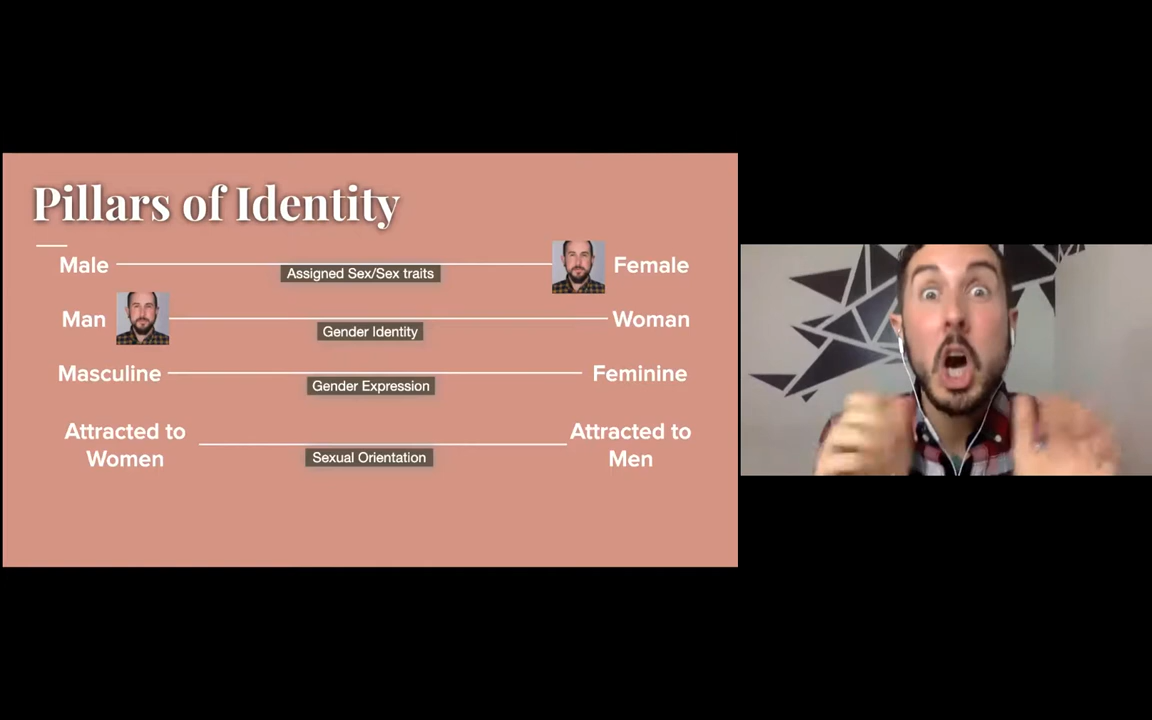 Pillars of Identity
Male
Assigned Sex/Sex traits
Female
Man
Gender Identity
Woman
Masculine
Gender Expression
Feminine
Attracted to
Women
Sexual Orientation
Attracted to
Men